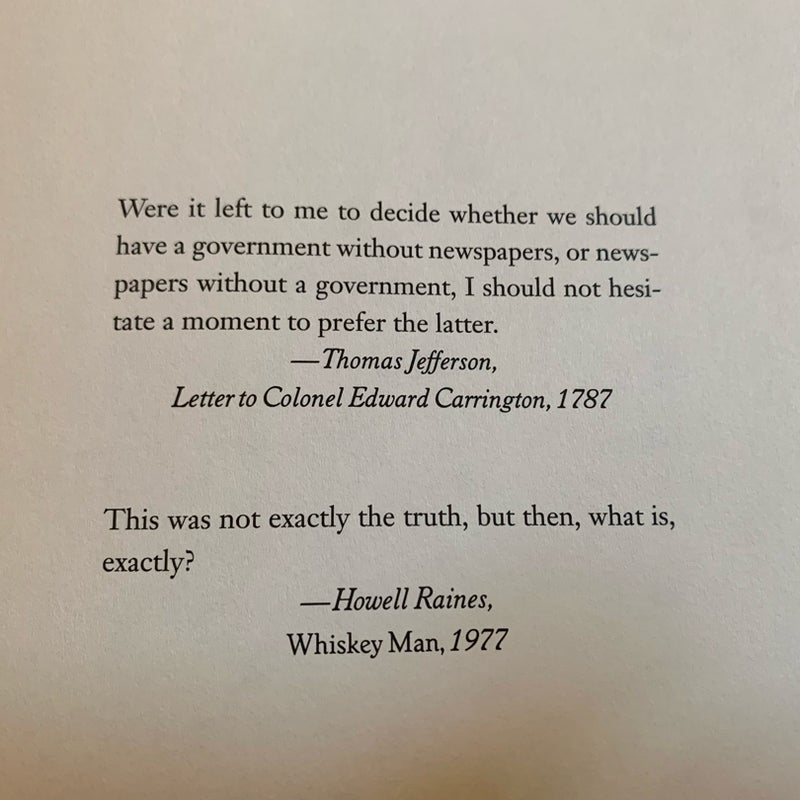 Were it left to me to decide whether we should
have a government without newspapers, or news-
papers without a government, I should not hesi-
tate a moment to prefer the latter.
—Thomas Jefferson,
Letter to Colonel Edward Carrington, 1787
This was not exactly the truth, but then, what is,
exactly?
—Howell Raines,
Whiskey Man, 1977